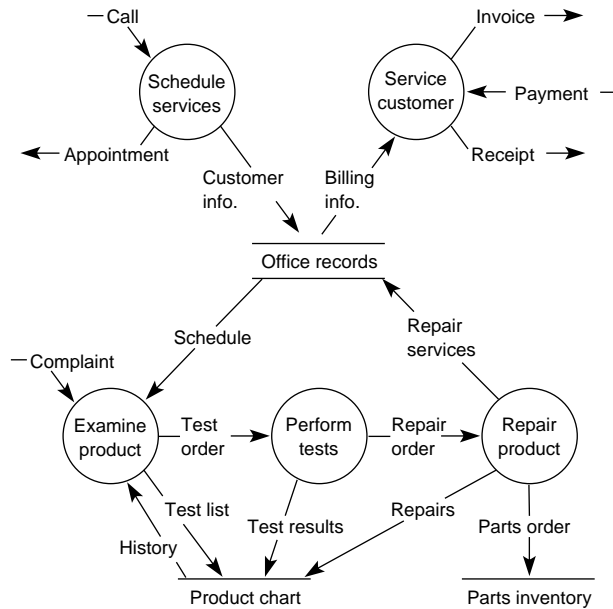 Call
Invoice
Schedule
services
Service
customer
Payment
Appointment
Receipt
Customer
info.
Billing
info.
Office records
Schedule
Repair
services
Complaint
Examine
product
Test
order
Perform
tests
Repair
order
Repair
product
Test list
Test results
Repairs
Parts order
History
Product chart
Parts inventory